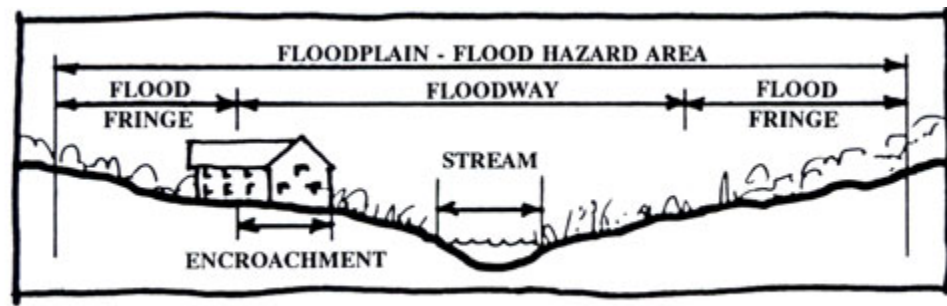 FLOODPLAIN - FLOOD HAZARD AREA
FLOOD
FRINGE
FLOODWAY
FLOOD
FRINGE
STREAM
ENCROACHMENT